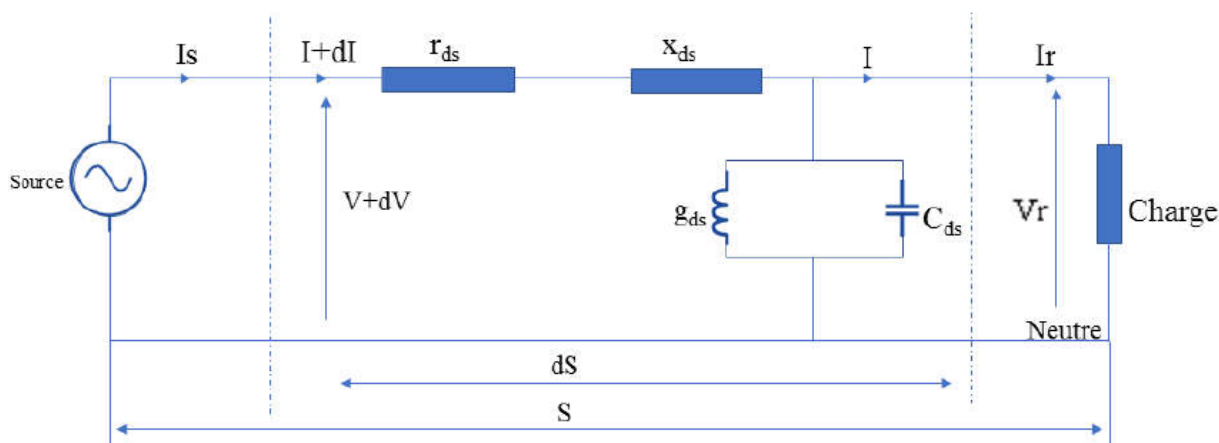 Is
I+dI
r_ds
x_ds
I
Ir
Source
V+dV
g_ds
C_ds
Vr
Charge
Neutre
dS
S